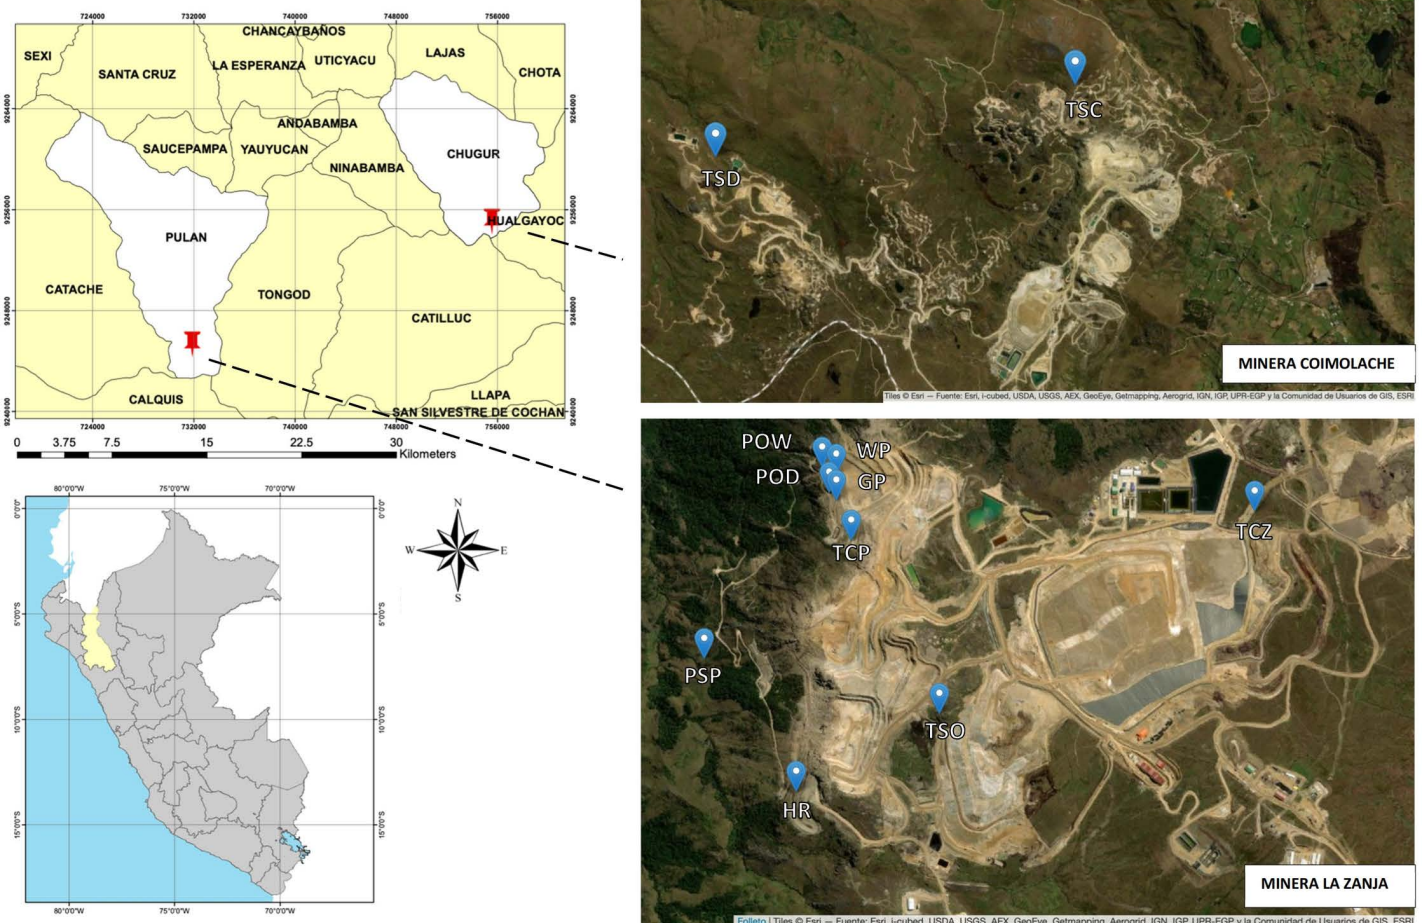 724000 732000 740000 748000 756000
CHANCAYBAÑOS
SEXI
SANTA CRUZ
LA ESPERANZA
UTICYACU
LAJAS
CHOTA
9264000
9264000
ANDABAMBA
SAUCEPAMPA
YAUYUCAN
NINABAMBA
CHUGUR
9256000
9256000
HUALGAYOC
PULAN
CATACHE
TONGOD
9248000
9248000
CATILLUC
CALQUIS
LLAPA
SAN SILVESTRE DE COCHAN
9240000
9240000
724000 732000 740000 748000 756000
0 3.75 7.5 15 22.5 30
Kilometers
80°0'0"W 75°0'0"W 70°0'0"W
0°0'0"
0°0'0"
5°0'0"S
5°0'0"S
10°0'0"S
10°0'0"S
15°0'0"S
15°0'0"S
80°0'0"W 75°0'0"W 70°0'0"W
N
W E
S
TSC
TSD
MINERA COIMOLACHE
Tiles © Esri — Fuente: Esri, i-cubed, USDA, USGS, AEX, GeoEye, Getmapping, Aerogrid, IGN, IGP, UPR-EGP y la Comunidad de Usuarios de GIS, ESRI
POW
WP
POD
GP
TCP
TCZ
PSP
TSO
HR
MINERA LA ZANJA
Folleto | Tiles © Esri — Fuente: Esri, i-cubed, USDA, USGS, AEX, GeoEye, Getmapping, Aerogrid, IGN, IGP, UPR-EGP y la Comunidad de Usuarios de GIS, ESRI